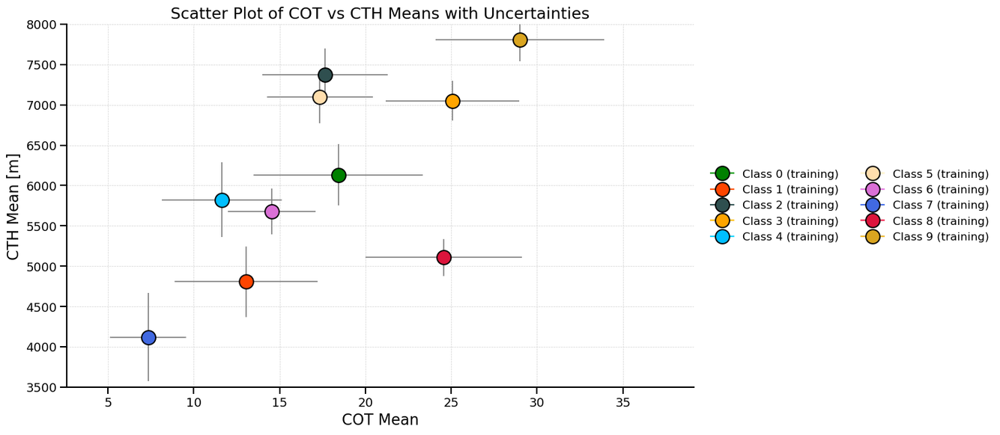 Scatter Plot of COT vs CTH Means with Uncertainties
8000
7500
7000
6500
6000
5500
5000
4500
4000
3500
CTH Mean [m]
5 10 15 20 25 30 35
COT Mean
Class 0 (training) Class 5 (training)
Class 1 (training) Class 6 (training)
Class 2 (training) Class 7 (training)
Class 3 (training) Class 8 (training)
Class 4 (training) Class 9 (training)